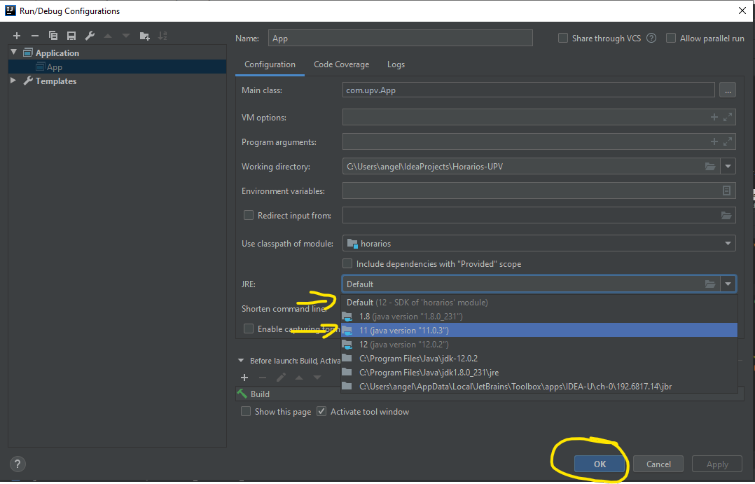 Run/Debug Configurations
Name: App
Share through VCS
Allow parallel run
Application
App
Templates
Configuration Code Coverage Logs
Main class: com.upv.App
...
VM options:
Program arguments:
Working directory: C:\Users\angel\IdeaProjects\Horarios-UPV
Environment variables:
Redirect input from:
Use classpath of module: horarios
Include dependencies with "Provided" scope
JRE: Default
Default (12 - SDK of 'horarios' module)
Shorten command line
1.8 (java version "1.8.0_231")
Enable capturing form
11 (java version "11.0.3")
12 (java version "12.0.2")
C:\Program Files\Java\jdk-12.0.2
Before launch: Build, Activa
C:\Program Files\Java\jdk1.8.0_231\jre
C:\Users\angel\AppData\Local\JetBrains\Toolbox\apps\IDEA-U\ch-0\192.6817.14\jbr
Build
Show this page Activate tool window
? OK Cancel Apply